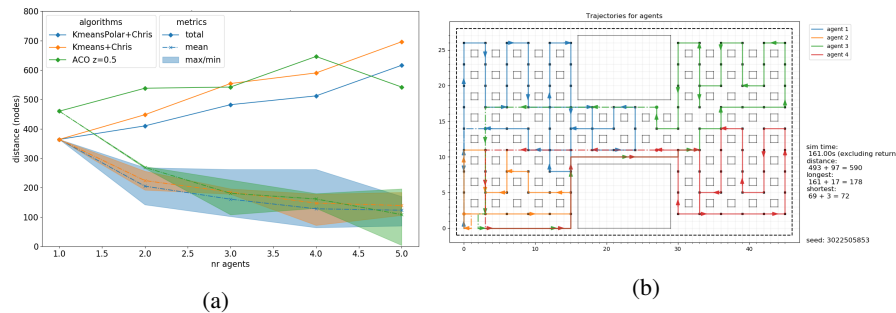 algorithms
KmeansPolar+Chris
Kmeans+Chris
ACO z=0.5
metrics
total
mean
max/min
distance (nodes)
800
700
600
500
400
300
200
100
0
1.0 1.5 2.0 2.5 3.0 3.5 4.0 4.5 5.0
nr agents
(a)
Trajectories for agents
25
20
15
10
5
0
0 10 20 30 40
agent 1
agent 2
agent 3
agent 4
sim time:
161.00s (excluding return
distance:
493 + 97 = 590
longest:
161 + 17 = 178
shortest:
69 + 3 = 72
seed: 3022505853
(b)